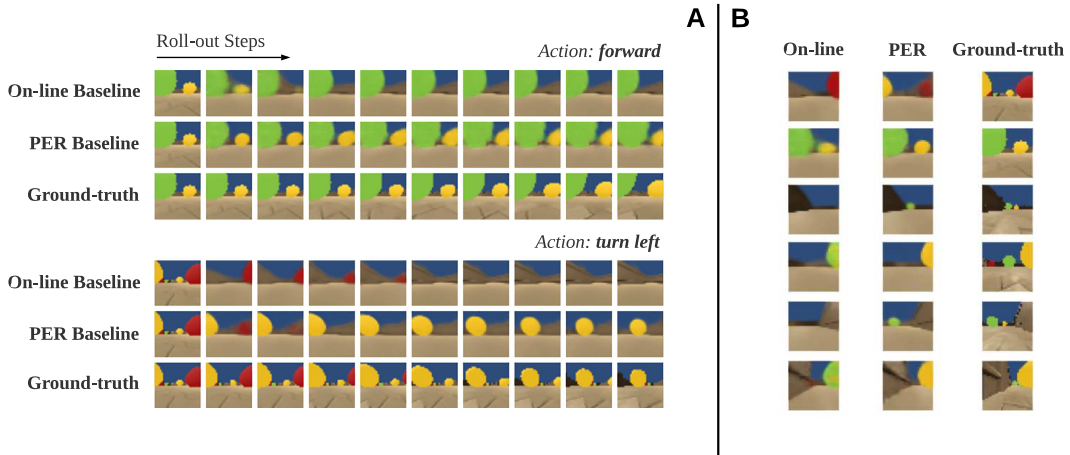 A
Roll-out Steps
Action: forward
On-line Baseline
PER Baseline
Ground-truth
Action: turn left
On-line Baseline
PER Baseline
Ground-truth
B
On-line PER Ground-truth